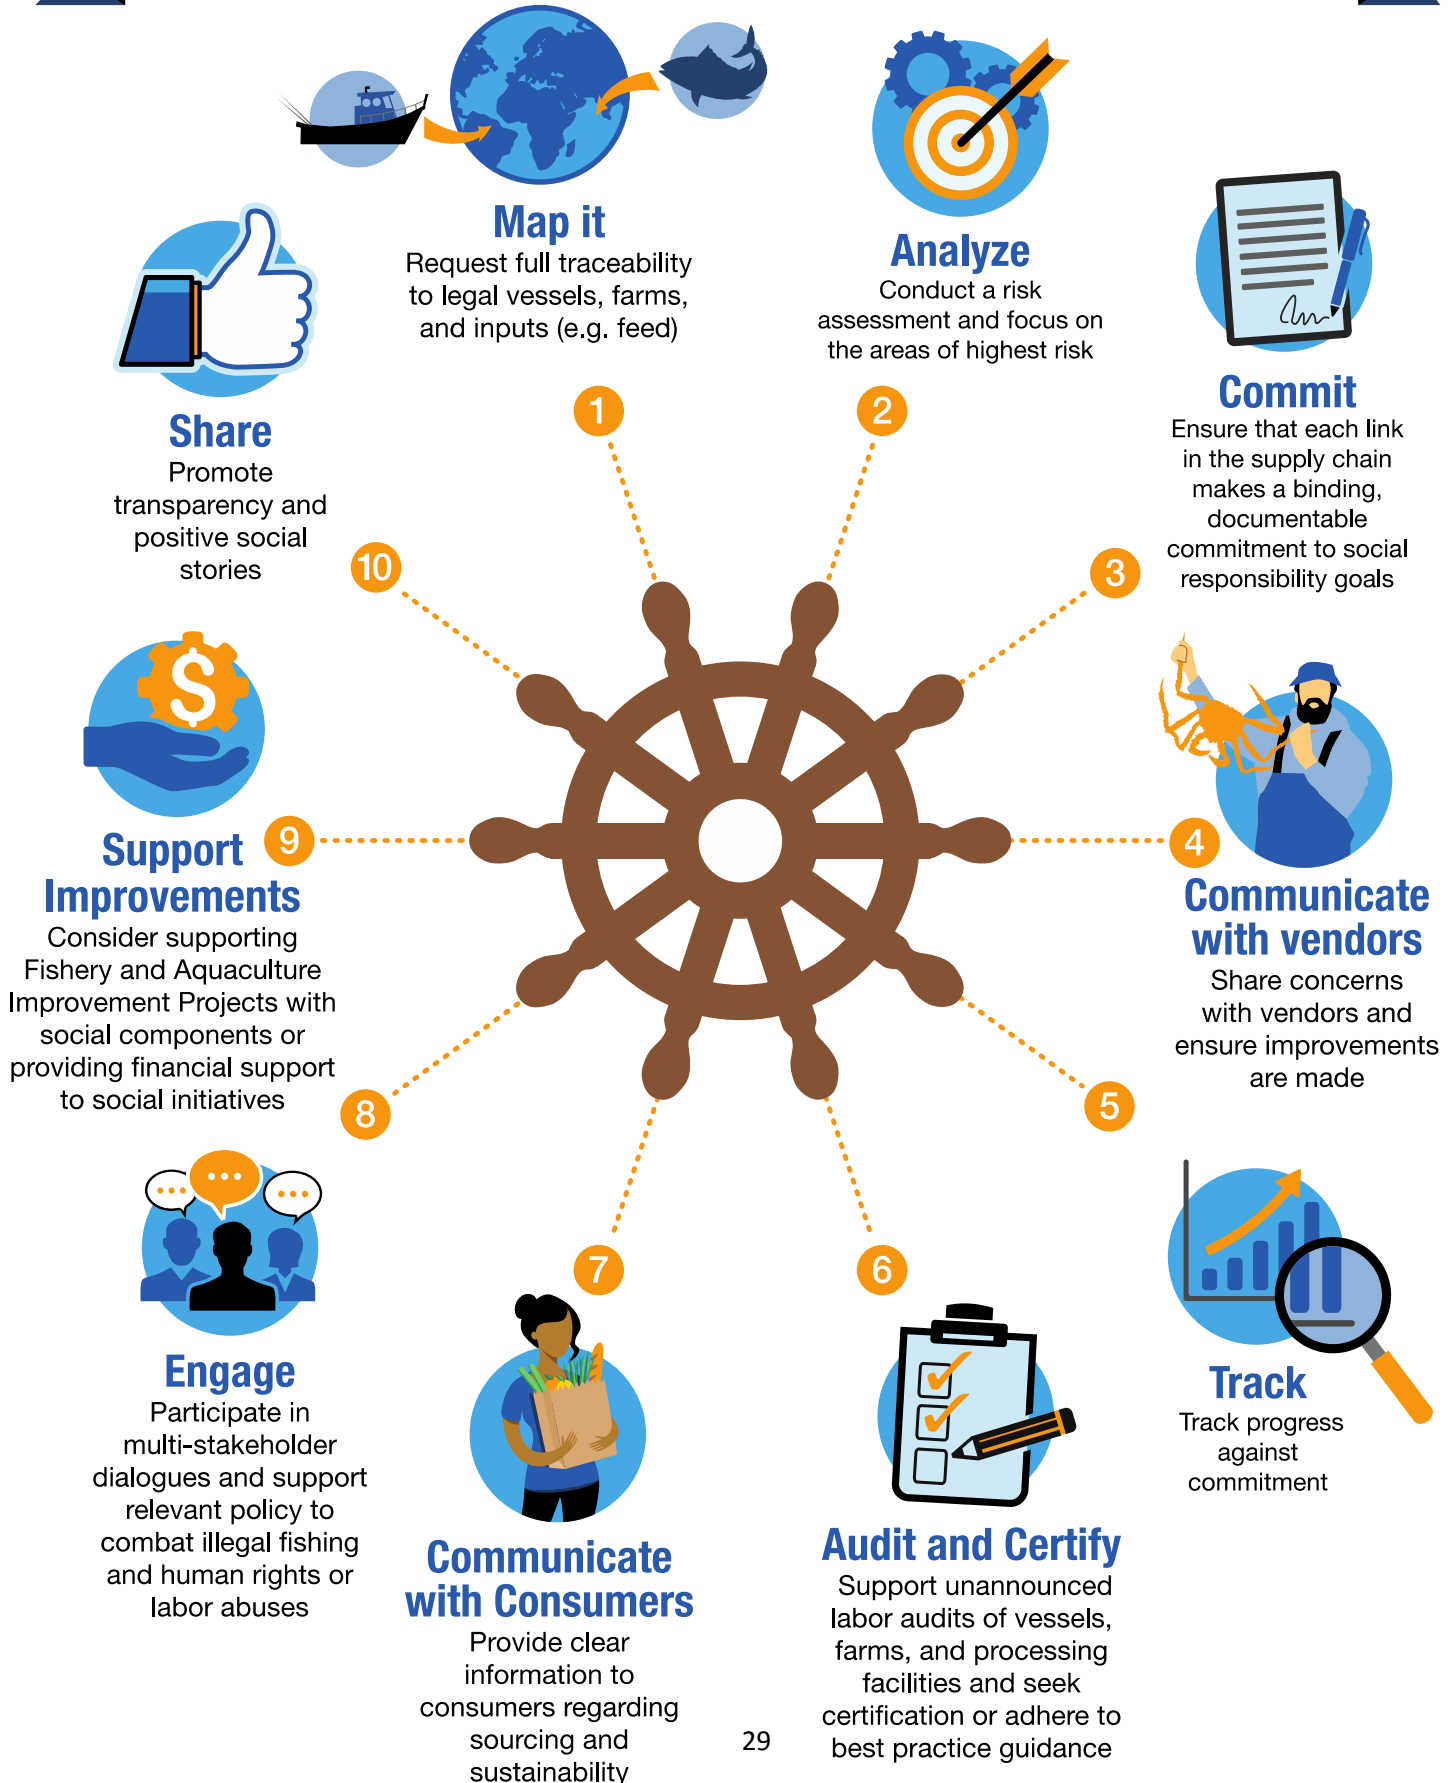 Map it
Request full traceability
to legal vessels, farms,
and inputs (e.g. feed)
1
Analyze
Conduct a risk
assessment and focus on
the areas of highest risk
2
Commit
Ensure that each link
in the supply chain
makes a binding,
documentable
commitment to social
responsibility goals
3
4
Communicate
with vendors
Share concerns
with vendors and
ensure improvements
are made
5
Track
Track progress
against
commitment
6
Audit and Certify
Support unannounced
labor audits of vessels,
farms, and processing
facilities and seek
certification or adhere to
best practice guidance
7
Communicate
with Consumers
Provide clear
information to
consumers regarding
sourcing and
sustainability
8
Engage
Participate in
multi-stakeholder
dialogues and support
relevant policy to
combat illegal fishing
and human rights or
labor abuses
$
9
Support
Improvements
Consider supporting
Fishery and Aquaculture
Improvement Projects with
social components or
providing financial support
to social initiatives
10
Share
Promote
transparency and
positive social
stories
29